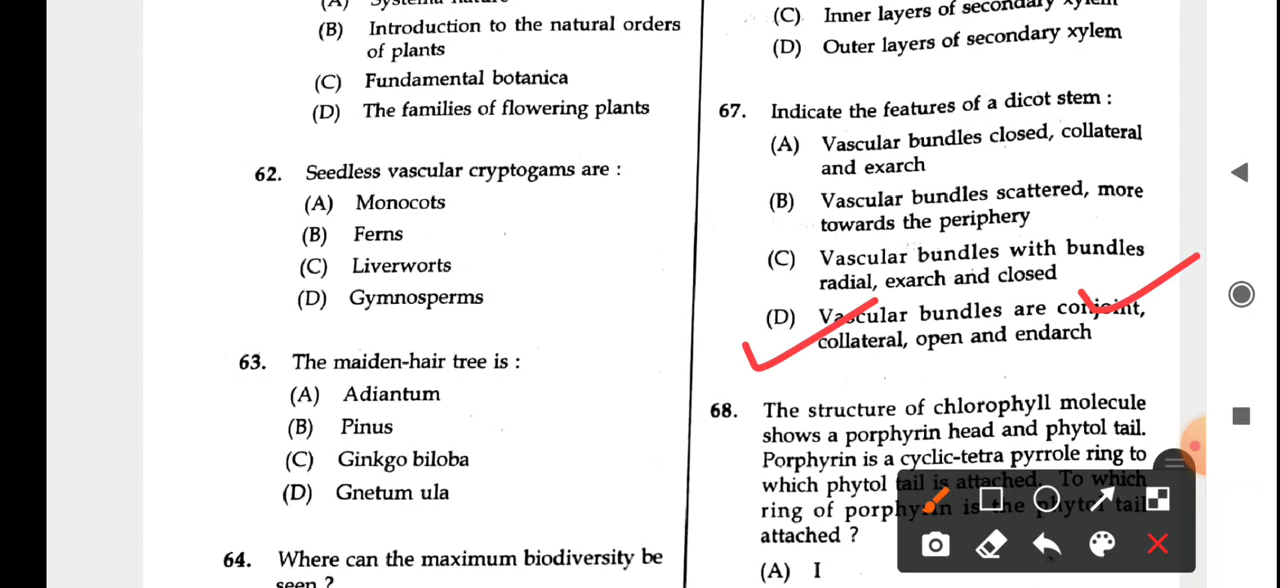 (A) Systema naturae
(B) Introduction to the natural orders
of plants
(C) Fundamental botanica
(D) The families of flowering plants
62. Seedless vascular cryptogams are :
(A) Monocots
(B) Ferns
(C) Liverworts
(D) Gymnosperms
63. The maiden-hair tree is :
(A) Adiantum
(B) Pinus
(C) Ginkgo biloba
(D) Gnetum ula
64. Where can the maximum biodiversity be
seen ?
(C) Inner layers of secondary xylem
(D) Outer layers of secondary xylem
67. Indicate the features of a dicot stem :
(A) Vascular bundles closed, collateral
and exarch
(B) Vascular bundles scattered, more
towards the periphery
(C) Vascular bundles with bundles
radial, exarch and closed
(D) Vascular bundles are conjoint,
collateral, open and endarch
68. The structure of chlorophyll molecule
shows a porphyrin head and phytol tail.
Porphyrin is a cyclic-tetra pyrrole ring to
which phytol tail is attached. To which
ring of porphyrin is the phytol tail
attached ?
(A) I